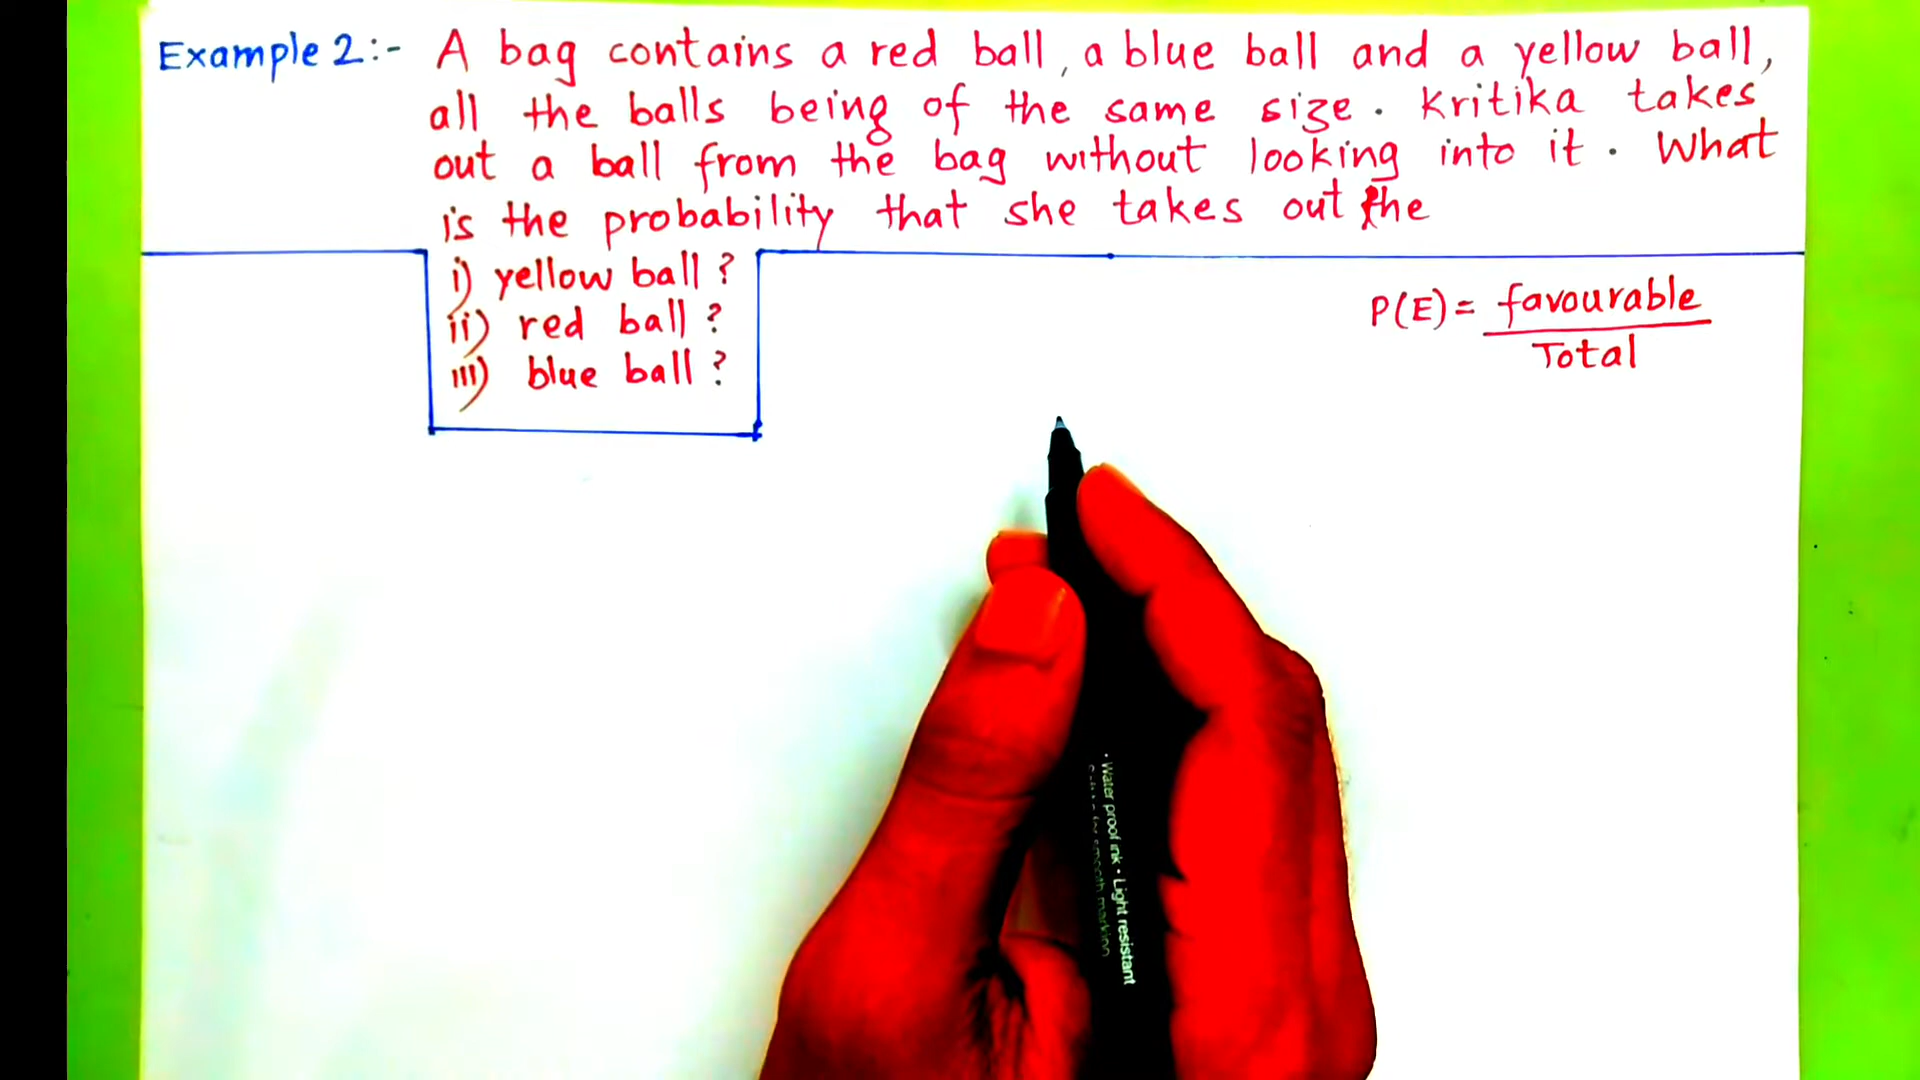 Example 2:- A bag contains a red ball, a blue ball and a yellow ball,
all the balls being of the same size. Kritika takes
out a ball from the bag without looking into it. What
is the probability that she takes out the
i) yellow ball?
ii) red ball?
iii) blue ball?
P(E) = favourable
Total
• Water proof ink • Light resistant
smooth marking